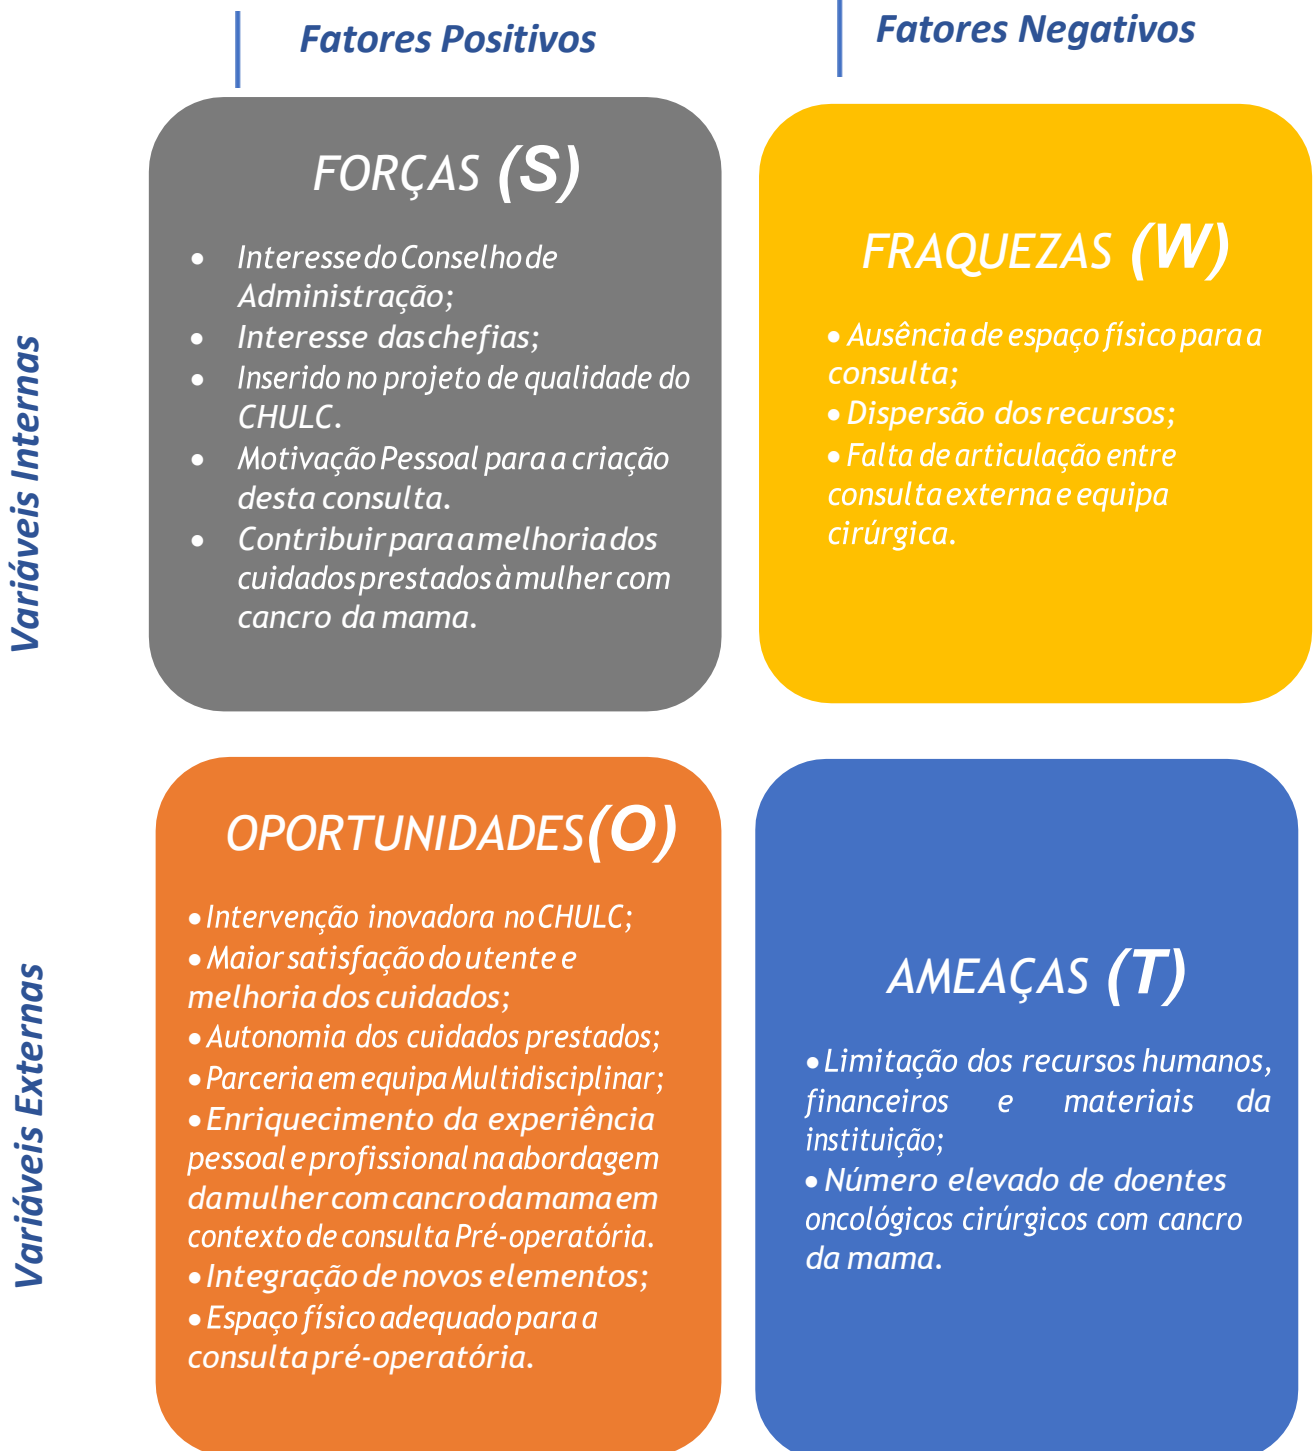 Fatores Positivos
Fatores Negativos
Variáveis Internas
FORÇAS (S)
• Interesse do Conselho de
Administração;
• Interesse das chefias;
• Inserido no projeto de qualidade do
CHULC.
• Motivação Pessoal para a criação
desta consulta.
• Contribuir para a melhoria dos
cuidados prestados à mulher com
cancro da mama.
FRAQUEZAS (W)
• Ausência de espaço físico para a
consulta;
• Dispersão dos recursos;
• Falta de articulação entre
consulta externa e equipa
cirúrgica.
Variáveis Externas
OPORTUNIDADES (O)
• Intervenção inovadora no CHULC;
• Maior satisfação do utente e
melhoria dos cuidados;
• Autonomia dos cuidados prestados;
• Parceria em equipa Multidisciplinar;
• Enriquecimento da experiência
pessoal e profissional na abordagem
da mulher com cancro da mama em
contexto de consulta Pré-operatória.
• Integração de novos elementos;
• Espaço físico adequado para a
consulta pré-operatória.
AMEAÇAS (T)
• Limitação dos recursos humanos,
financeiros e materiais da
instituição;
• Número elevado de doentes
oncológicos cirúrgicos com cancro
da mama.